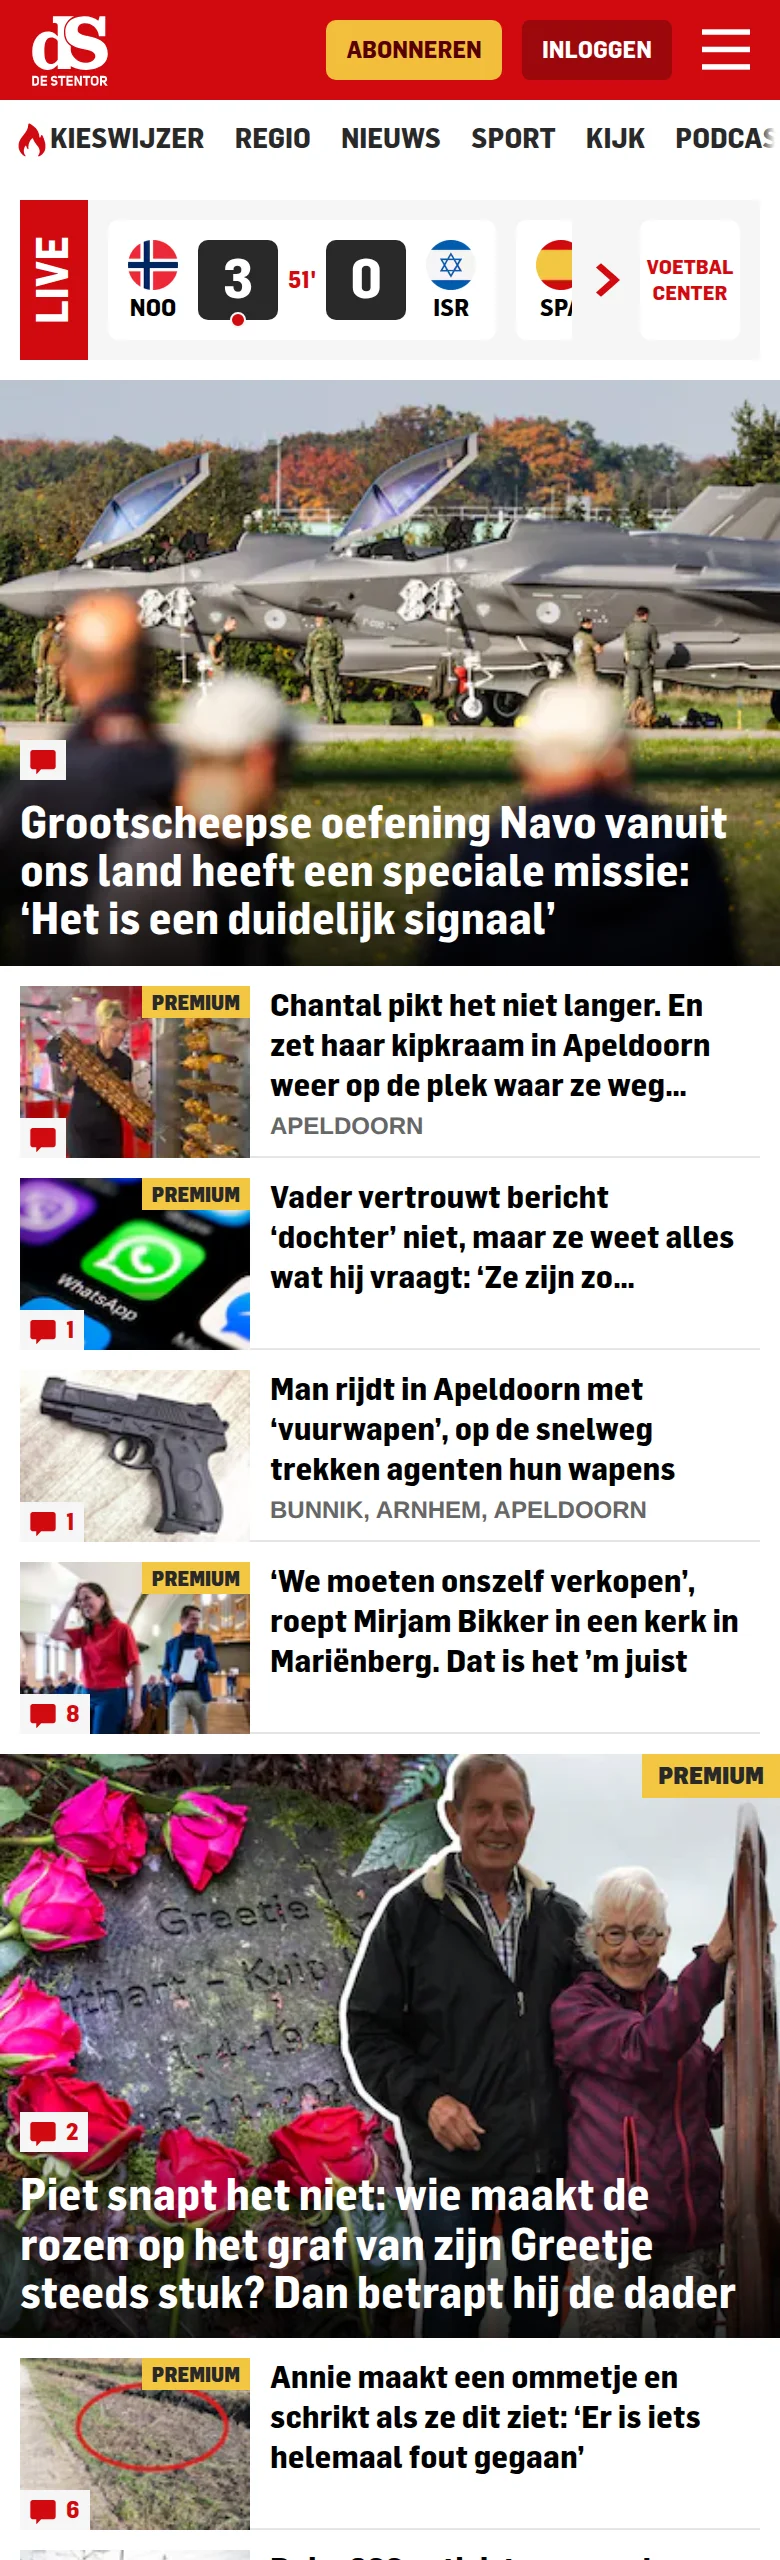 dS
DE STENTOR
ABONNEREN
INLOGGEN
KIESWIJZER REGIO NIEUWS SPORT KIJK PODCAS
LIVE
3 51' 0
NOO ISR SPA
VOETBAL
CENTER
Grootscheepse oefening Navo vanuit
ons land heeft een speciale missie:
‘Het is een duidelijk signaal’
PREMIUM
Chantal pikt het niet langer. En
zet haar kipkraam in Apeldoorn
weer op de plek waar ze weg...
APELDOORN
PREMIUM
WhatsApp
1
Vader vertrouwt bericht
‘dochter’ niet, maar ze weet alles
wat hij vraagt: ‘Ze zijn zo...
1
Man rijdt in Apeldoorn met
‘vuurwapen’, op de snelweg
trekken agenten hun wapens
BUNNIK, ARNHEM, APELDOORN
PREMIUM
8
‘We moeten onszelf verkopen’,
roept Mirjam Bikker in een kerk in
Mariënberg. Dat is het ’m juist
PREMIUM
Greetje
- Kuip
2
Piet snapt het niet: wie maakt de
rozen op het graf van zijn Greetje
steeds stuk? Dan betrapt hij de dader
PREMIUM
6
Annie maakt een ommetje en
schrikt als ze dit ziet: ‘Er is iets
helemaal fout gegaan’